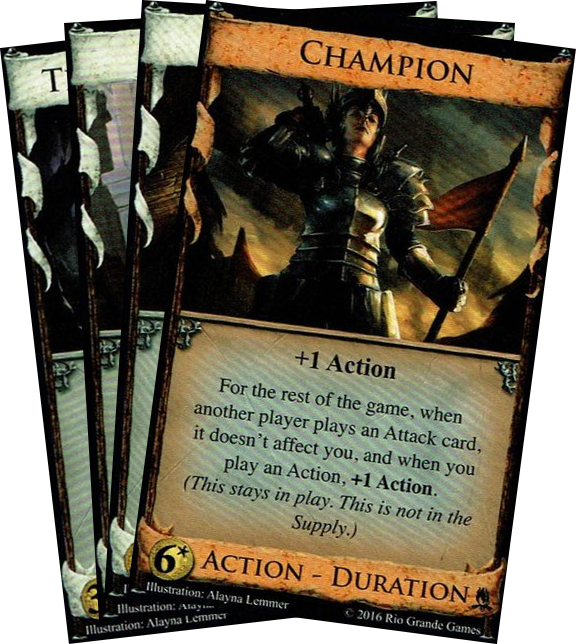 CHAMPION
+1 Action
For the rest of the game, when
another player plays an Attack card,
it doesn't affect you, and when you
play an Action, +1 Action.
(This stays in play. This is not in the
Supply.)
6* ACTION - DURATION
Illustration: Alayna Lemmer
© 2016 Rio Grande Games
T
Illustration: Alayna
Illustration: Alayna Lemmer